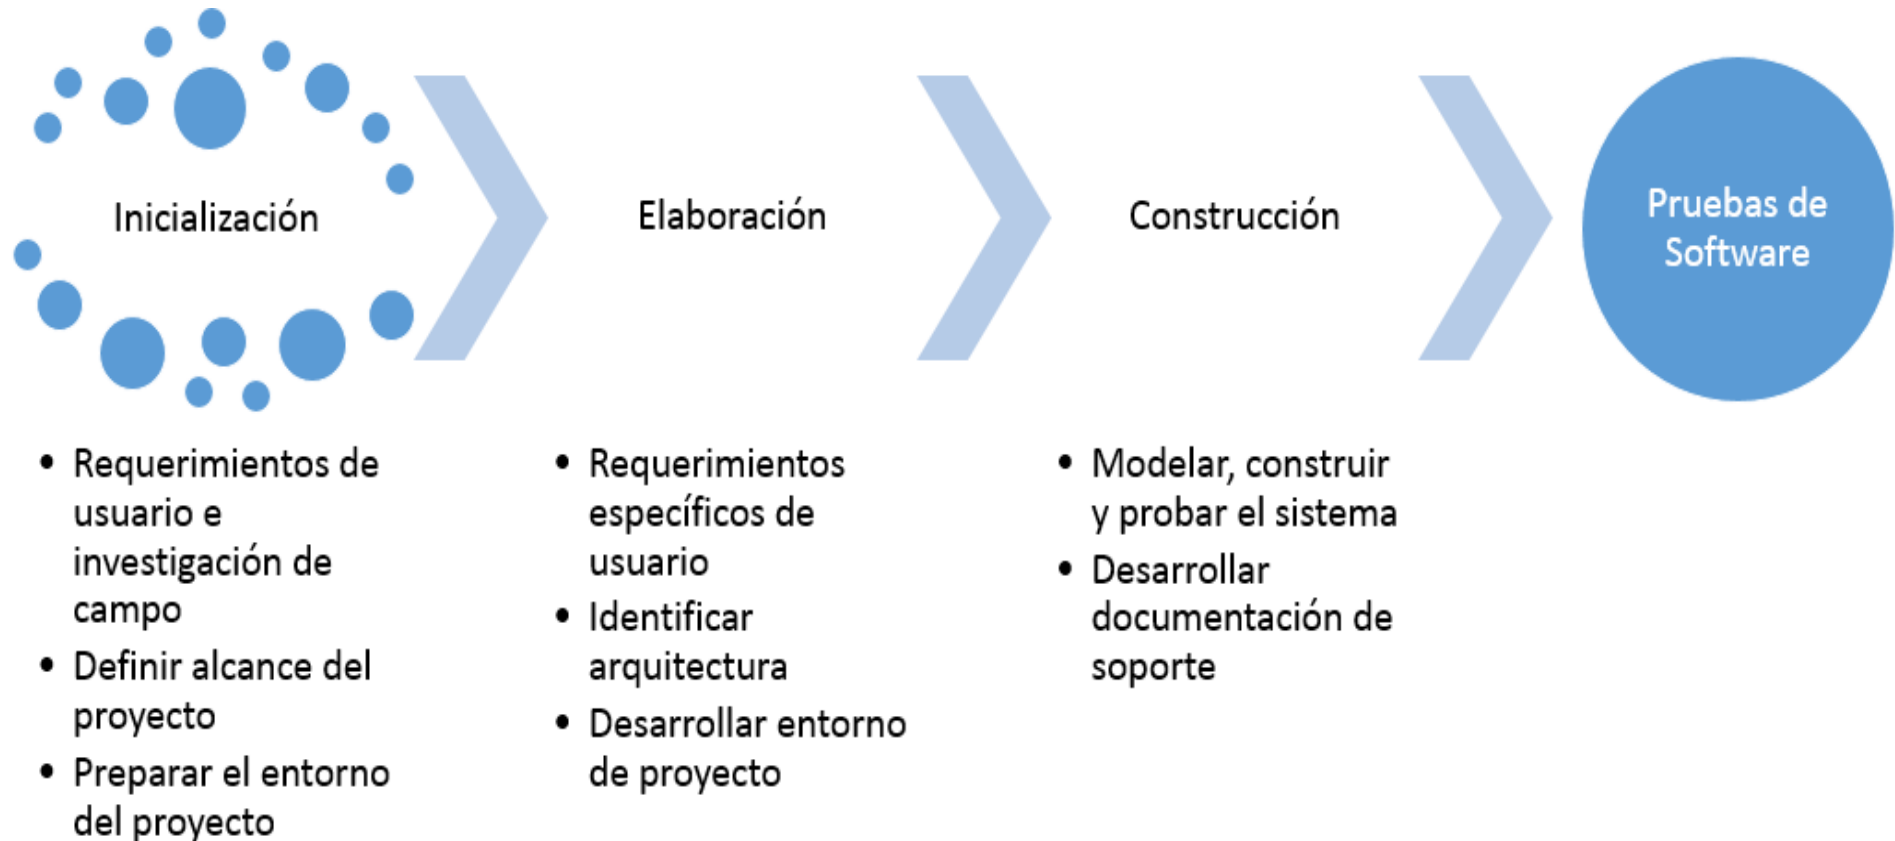 Inicialización
Elaboración
Construcción
Pruebas de
Software
• Requerimientos de
usuario e
investigación de
campo
• Definir alcance del
proyecto
• Preparar el entorno
del proyecto
• Requerimientos
específicos de
usuario
• Identificar
arquitectura
• Desarrollar entorno
de proyecto
• Modelar, construir
y probar el sistema
• Desarrollar
documentación de
soporte